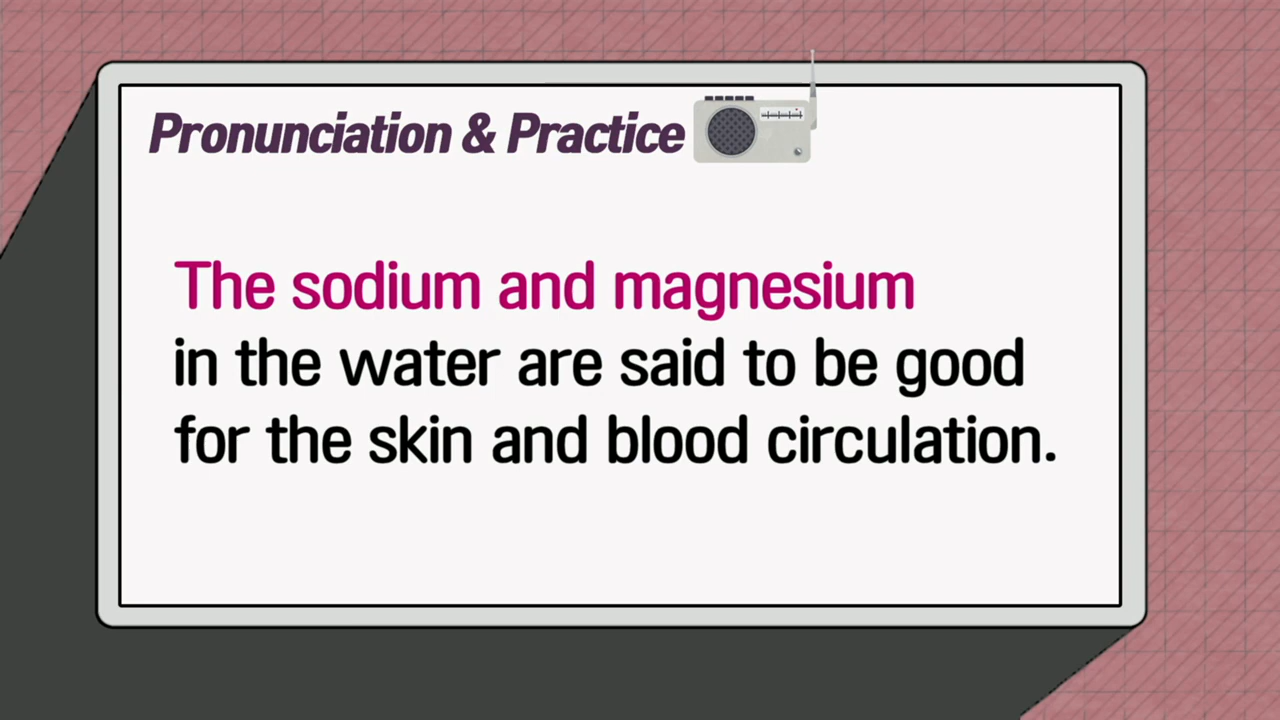 Pronunciation & Practice
The sodium and magnesium
in the water are said to be good
for the skin and blood circulation.